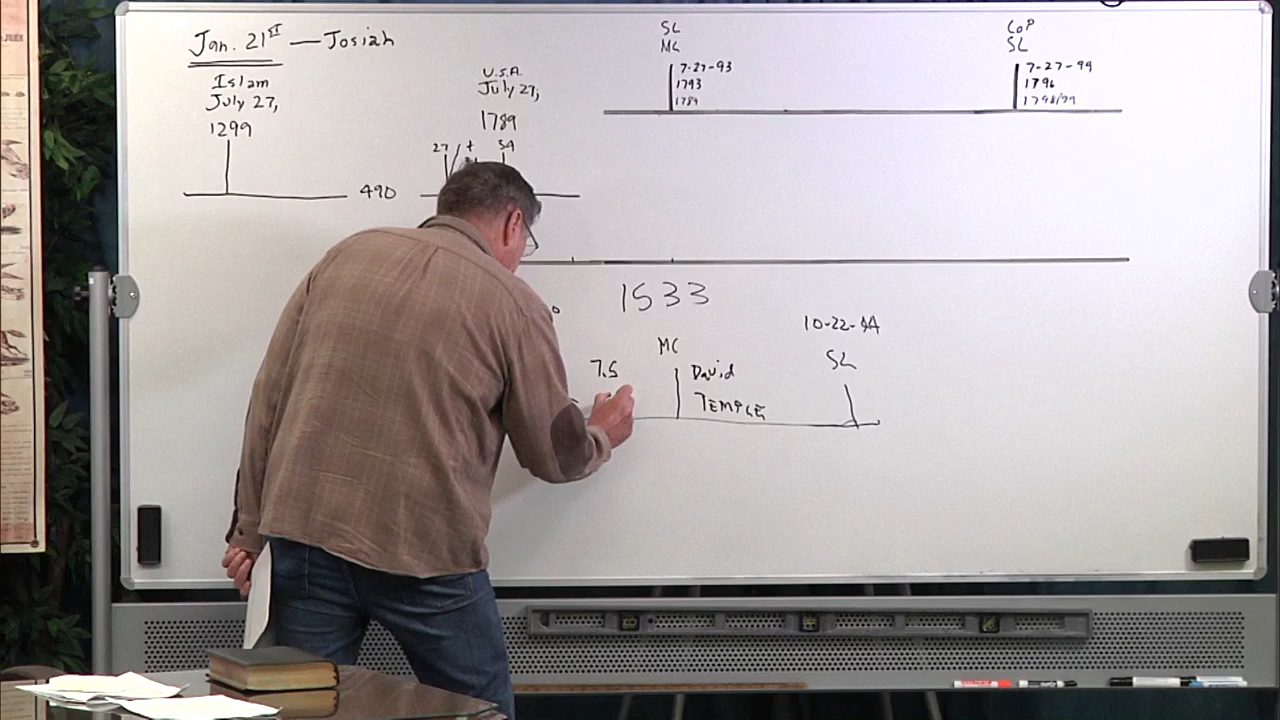 Jan. 21st — Josiah
Islam
July 27,
1299
490
U.S.A.
July 27,
1789
27
54
SL
MC
7-27-93
1793
1789
CoP
SL
7-27-99
1796
1798/99
1533
7.5
MC
David
TEMPLE
10-22-44
SL